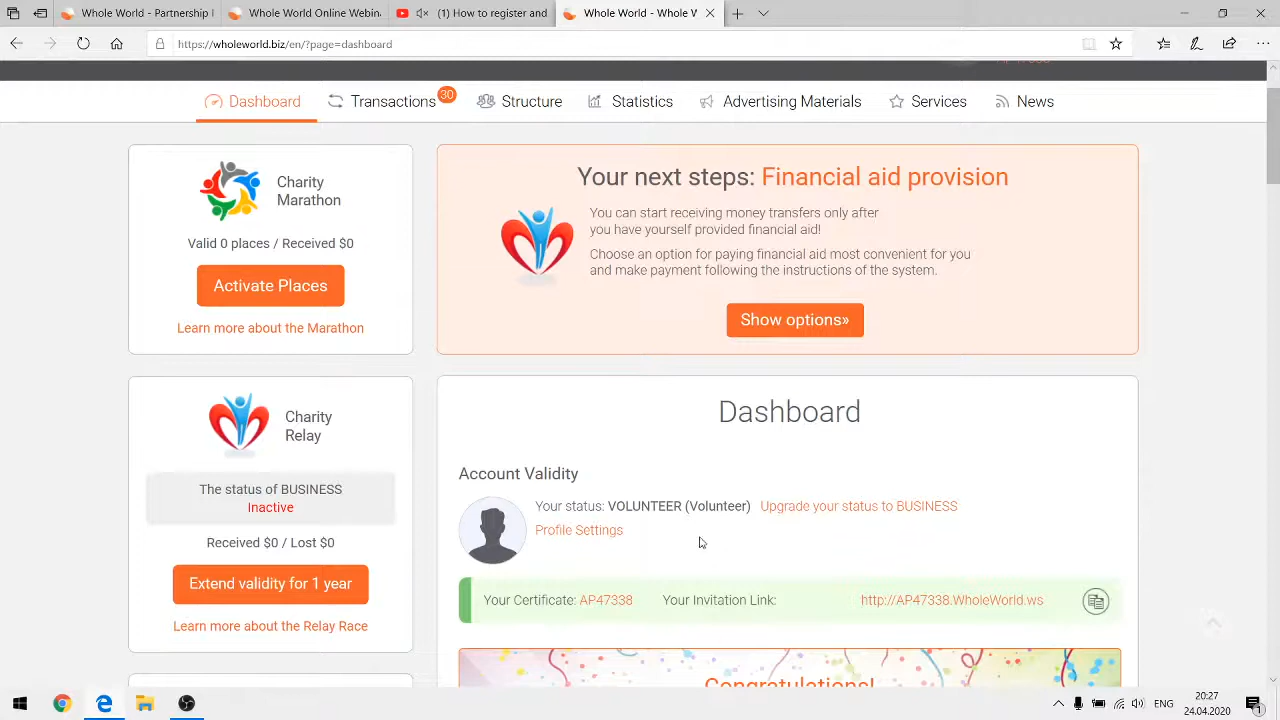 Whole World - Partnership I
Whole World Online Webin
(1) How to register and
Whole World - Whole W
https://wholeworld.biz/en/?page=dashboard
Dashboard
Transactions
30
Structure
Statistics
Advertising Materials
Services
News
Charity
Marathon
Valid 0 places / Received $0
Activate Places
Learn more about the Marathon
Your next steps: Financial aid provision
You can start receiving money transfers only after
you have yourself provided financial aid!
Choose an option for paying financial aid most convenient for you
and make payment following the instructions of the system.
Show options»
Charity
Relay
The status of BUSINESS
Inactive
Received $0 / Lost $0
Extend validity for 1 year
Learn more about the Relay Race
Dashboard
Account Validity
Your status: VOLUNTEER (Volunteer) Upgrade your status to BUSINESS
Profile Settings
Your Certificate: AP47338 Your Invitation Link: http://AP47338.WholeWorld.ws
Congratulations!
ENG
20:27
24.04.2020
1